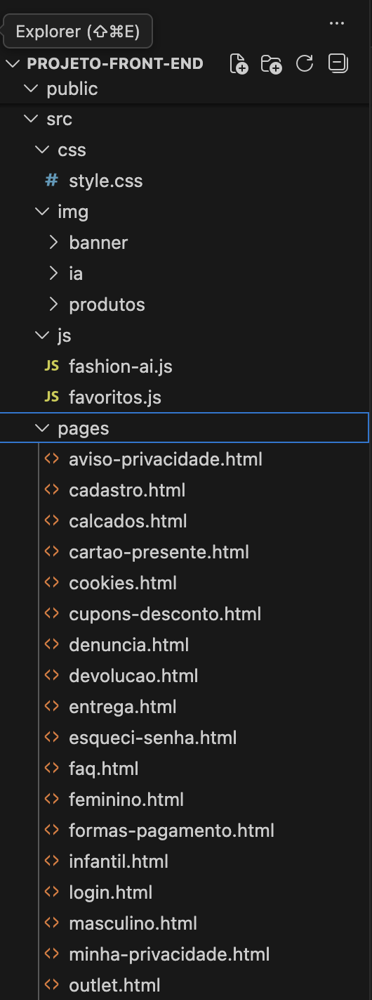 Explorer (⇧⌘E)
PROJETO-FRONT-END
public
src
css
# style.css
img
banner
ia
produtos
js
JS fashion-ai.js
JS favoritos.js
pages
<> aviso-privacidade.html
<> cadastro.html
<> calcados.html
<> cartao-presente.html
<> cookies.html
<> cupons-desconto.html
<> denuncia.html
<> devolucao.html
<> entrega.html
<> esqueci-senha.html
<> faq.html
<> feminino.html
<> formas-pagamento.html
<> infantil.html
<> login.html
<> masculino.html
<> minha-privacidade.html
<> outlet.html